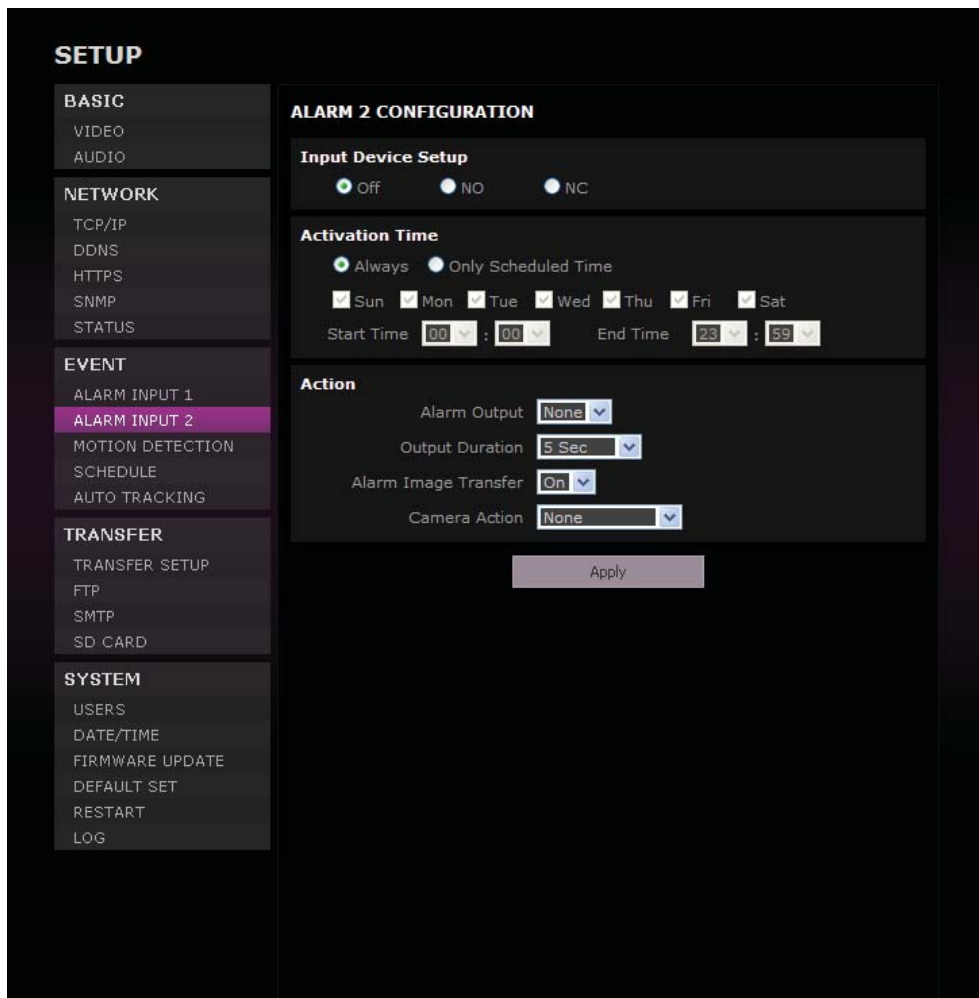 SETUP
BASIC
VIDEO
AUDIO
NETWORK
TCP/IP
DDNS
HTTPS
SNMP
STATUS
EVENT
ALARM INPUT 1
ALARM INPUT 2
MOTION DETECTION
SCHEDULE
AUTO TRACKING
TRANSFER
TRANSFER SETUP
FTP
SMTP
SD CARD
SYSTEM
USERS
DATE/TIME
FIRMWARE UPDATE
DEFAULT SET
RESTART
LOG
ALARM 2 CONFIGURATION
Input Device Setup
Off NO NC
Activation Time
Always Only Scheduled Time
Sun Mon Tue Wed Thu Fri Sat
Start Time 00 : 00 End Time 23 : 59
Action
Alarm Output None
Output Duration 5 Sec
Alarm Image Transfer On
Camera Action None
Apply